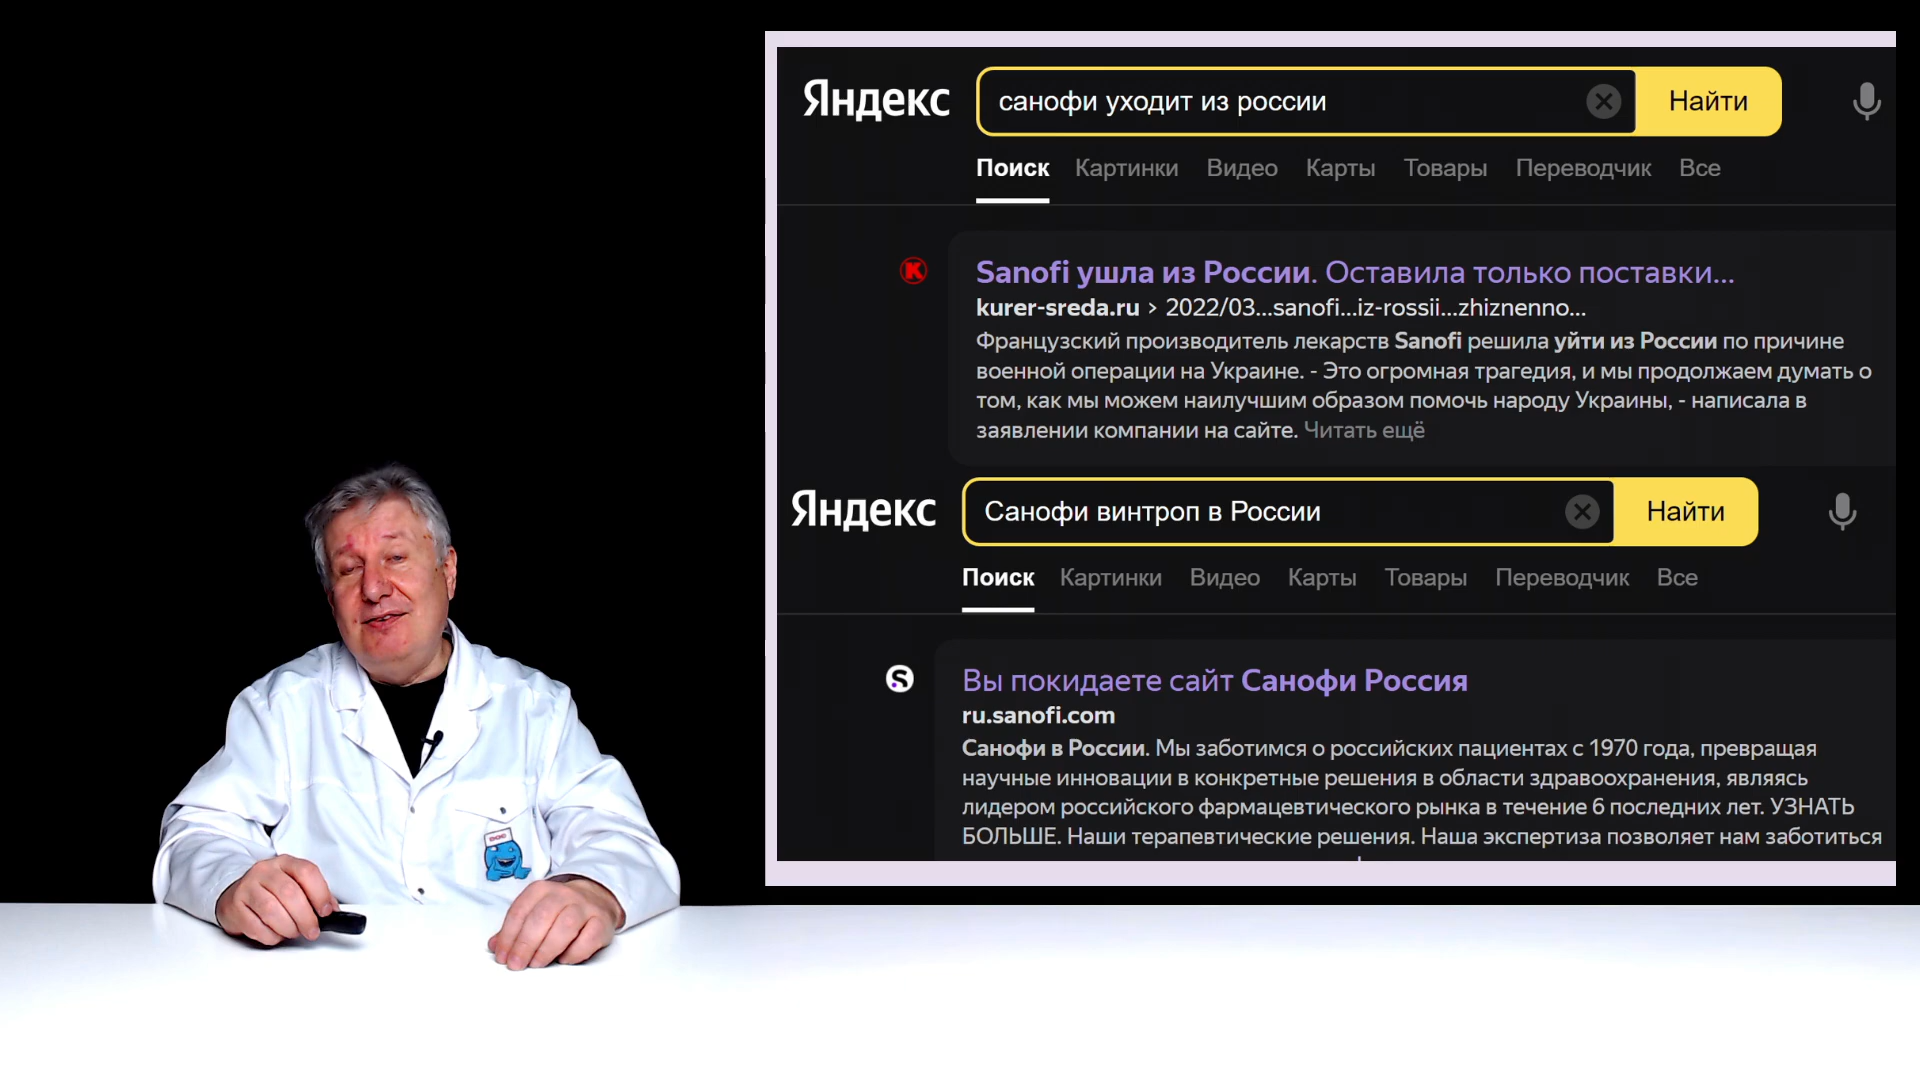 Яндекс
санофи уходит из россии
Найти
Поиск Картинки Видео Карты Товары Переводчик Все
Sanofi ушла из России. Оставила только поставки...
kurer-sreda.ru › 2022/03...sanofi...iz-rossii...zhiznenno...
Французский производитель лекарств Sanofi решила уйти из России по причине
военной операции на Украине. - Это огромная трагедия, и мы продолжаем думать о
том, как мы можем наилучшим образом помочь народу Украины, - написала в
заявлении компании на сайте. Читать ещё
Яндекс
Санофи винтроп в России
Найти
Поиск Картинки Видео Карты Товары Переводчик Все
Вы покидаете сайт Санофи Россия
ru.sanofi.com
Санофи в России. Мы заботимся о российских пациентах с 1970 года, превращая
научные инновации в конкретные решения в области здравоохранения, являясь
лидером российского фармацевтического рынка в течение 6 последних лет. УЗНАТЬ
БОЛЬШЕ. Наши терапевтические решения. Наша экспертиза позволяет нам заботиться